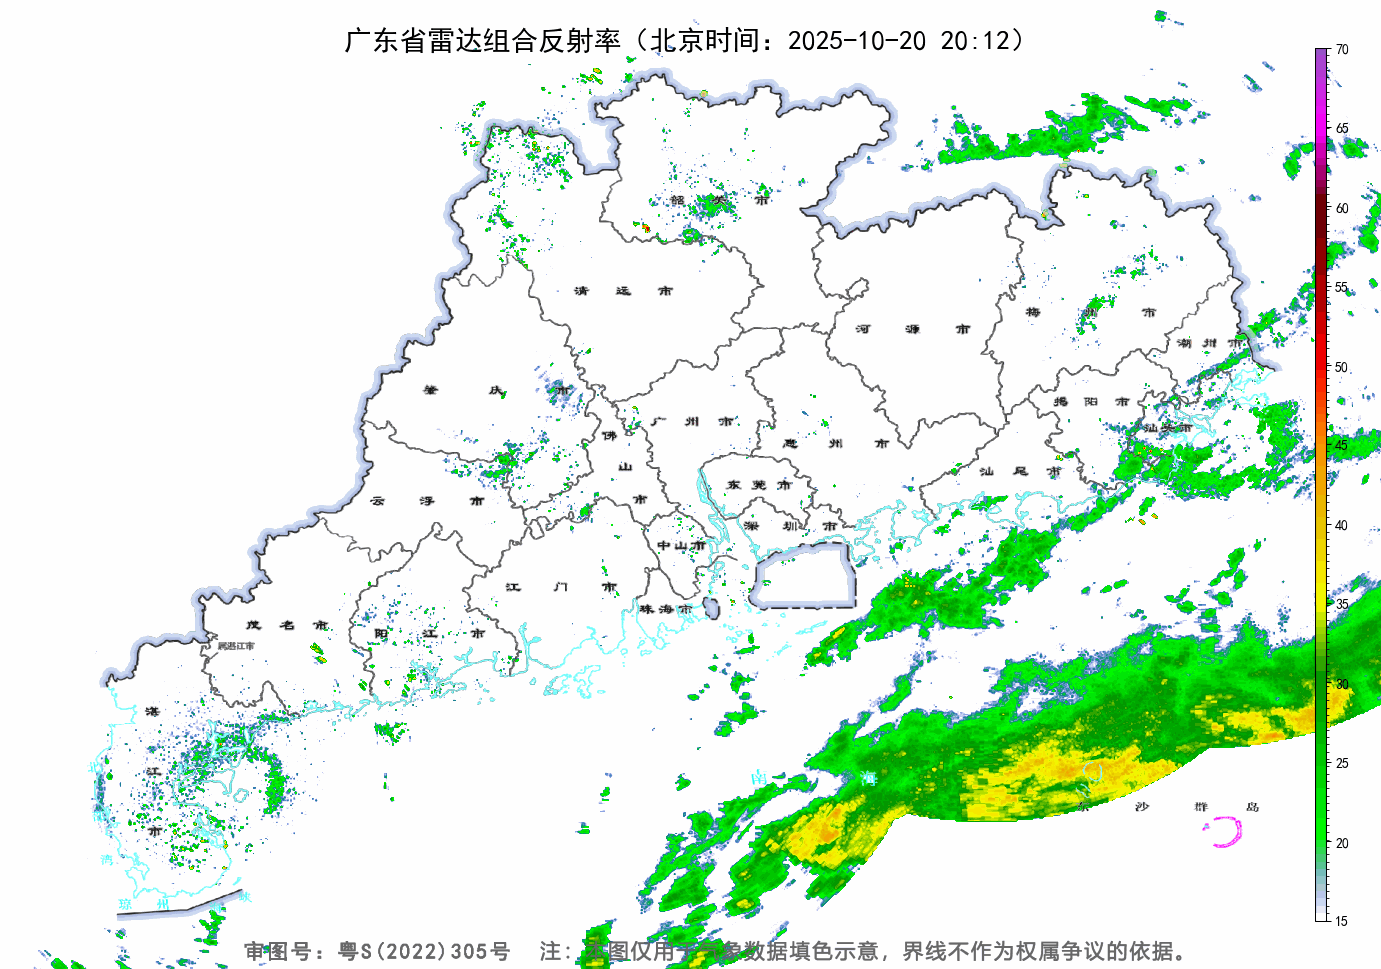 广东省雷达组合反射率（北京时间：2025-10-20 20:12）
70
65
60
55
50
45
40
35
30
25
20
15
韶 关 市
清 远 市
河 源 市
梅 州 市
潮 州 市
肇 庆 市
广 州 市
揭 阳 市
汕头市
佛 山 市
惠 州 市
汕 尾 市
东 莞 市
云 浮 市
深 圳 市
中山市
江 门 市
珠海市
茂 名 市
阳 江 市
属湛江市
湛 江 市
南 海
东 沙 群 岛
北 部 湾
琼 州 海 峡
审图号：粤S(2022)305号 注：本图仅用于气象数据填色示意，界线不作为权属争议的依据。